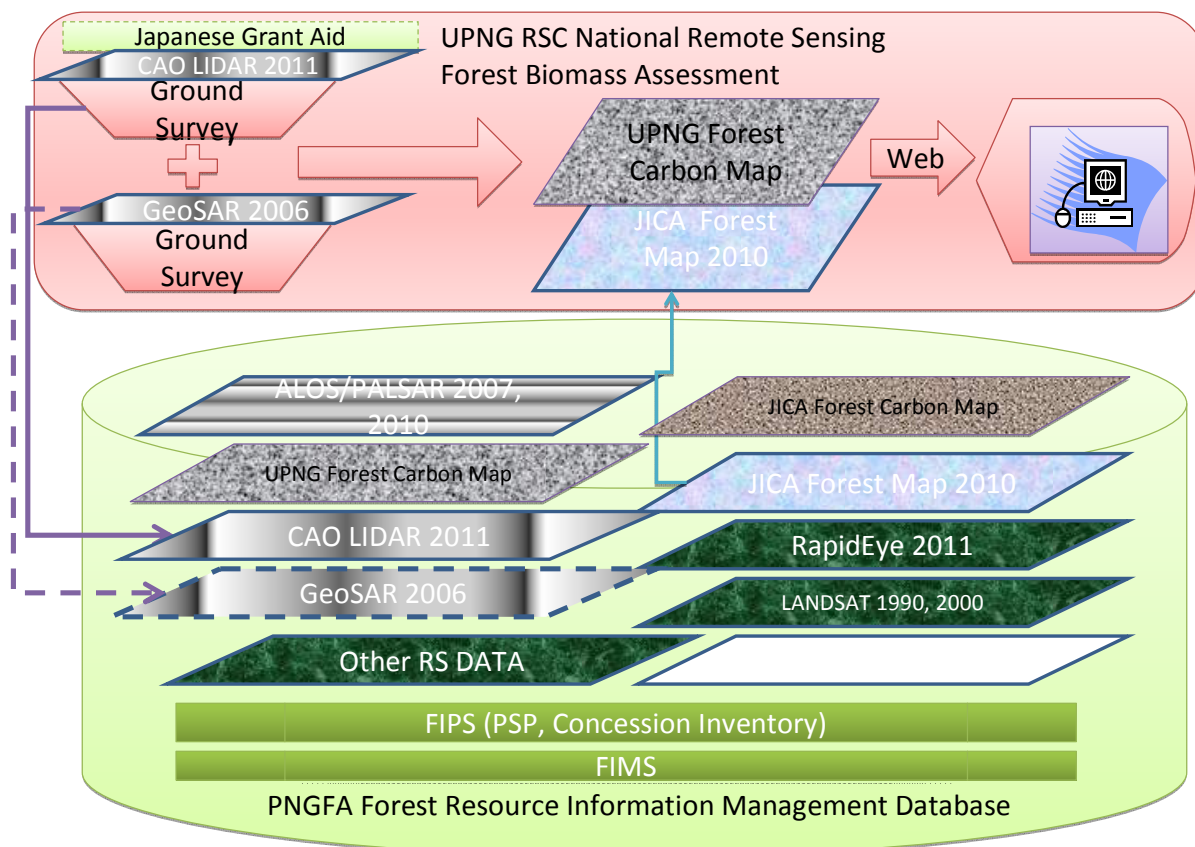 Japanese Grant Aid
CAO LIDAR 2011
Ground
Survey
GeoSAR 2006
Ground
Survey
UPNG RSC National Remote Sensing
Forest Biomass Assessment
UPNG Forest
Carbon Map
JICA Forest
Map 2010
Web
ALOS/PALSAR 2007,
2010
JICA Forest Carbon Map
UPNG Forest Carbon Map
JICA Forest Map 2010
CAO LIDAR 2011
RapidEye 2011
GeoSAR 2006
LANDSAT 1990, 2000
Other RS DATA
FIPS (PSP, Concession Inventory)
FIMS
PNGFA Forest Resource Information Management Database